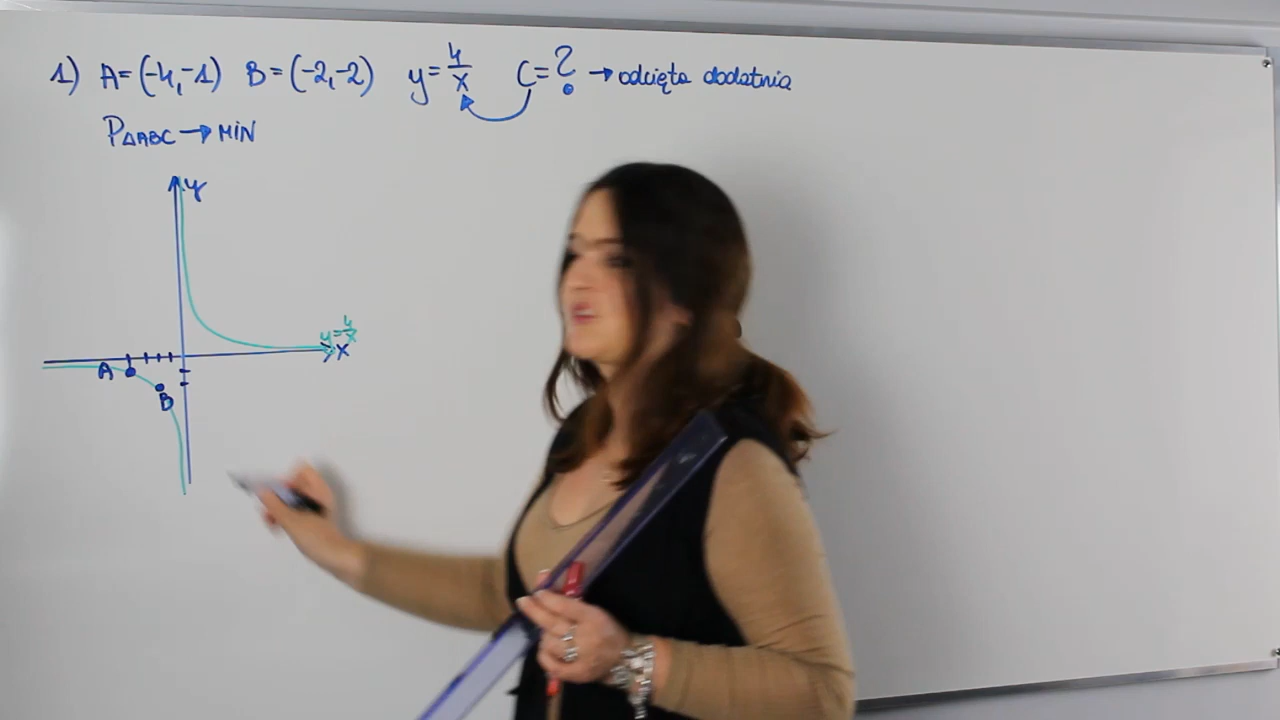 1) A=(-4,-1) B=(-2,-2) y=4/x C=? → odcięta dodatnia
P△ABC → MIN
y
y=4/x
x
A
B